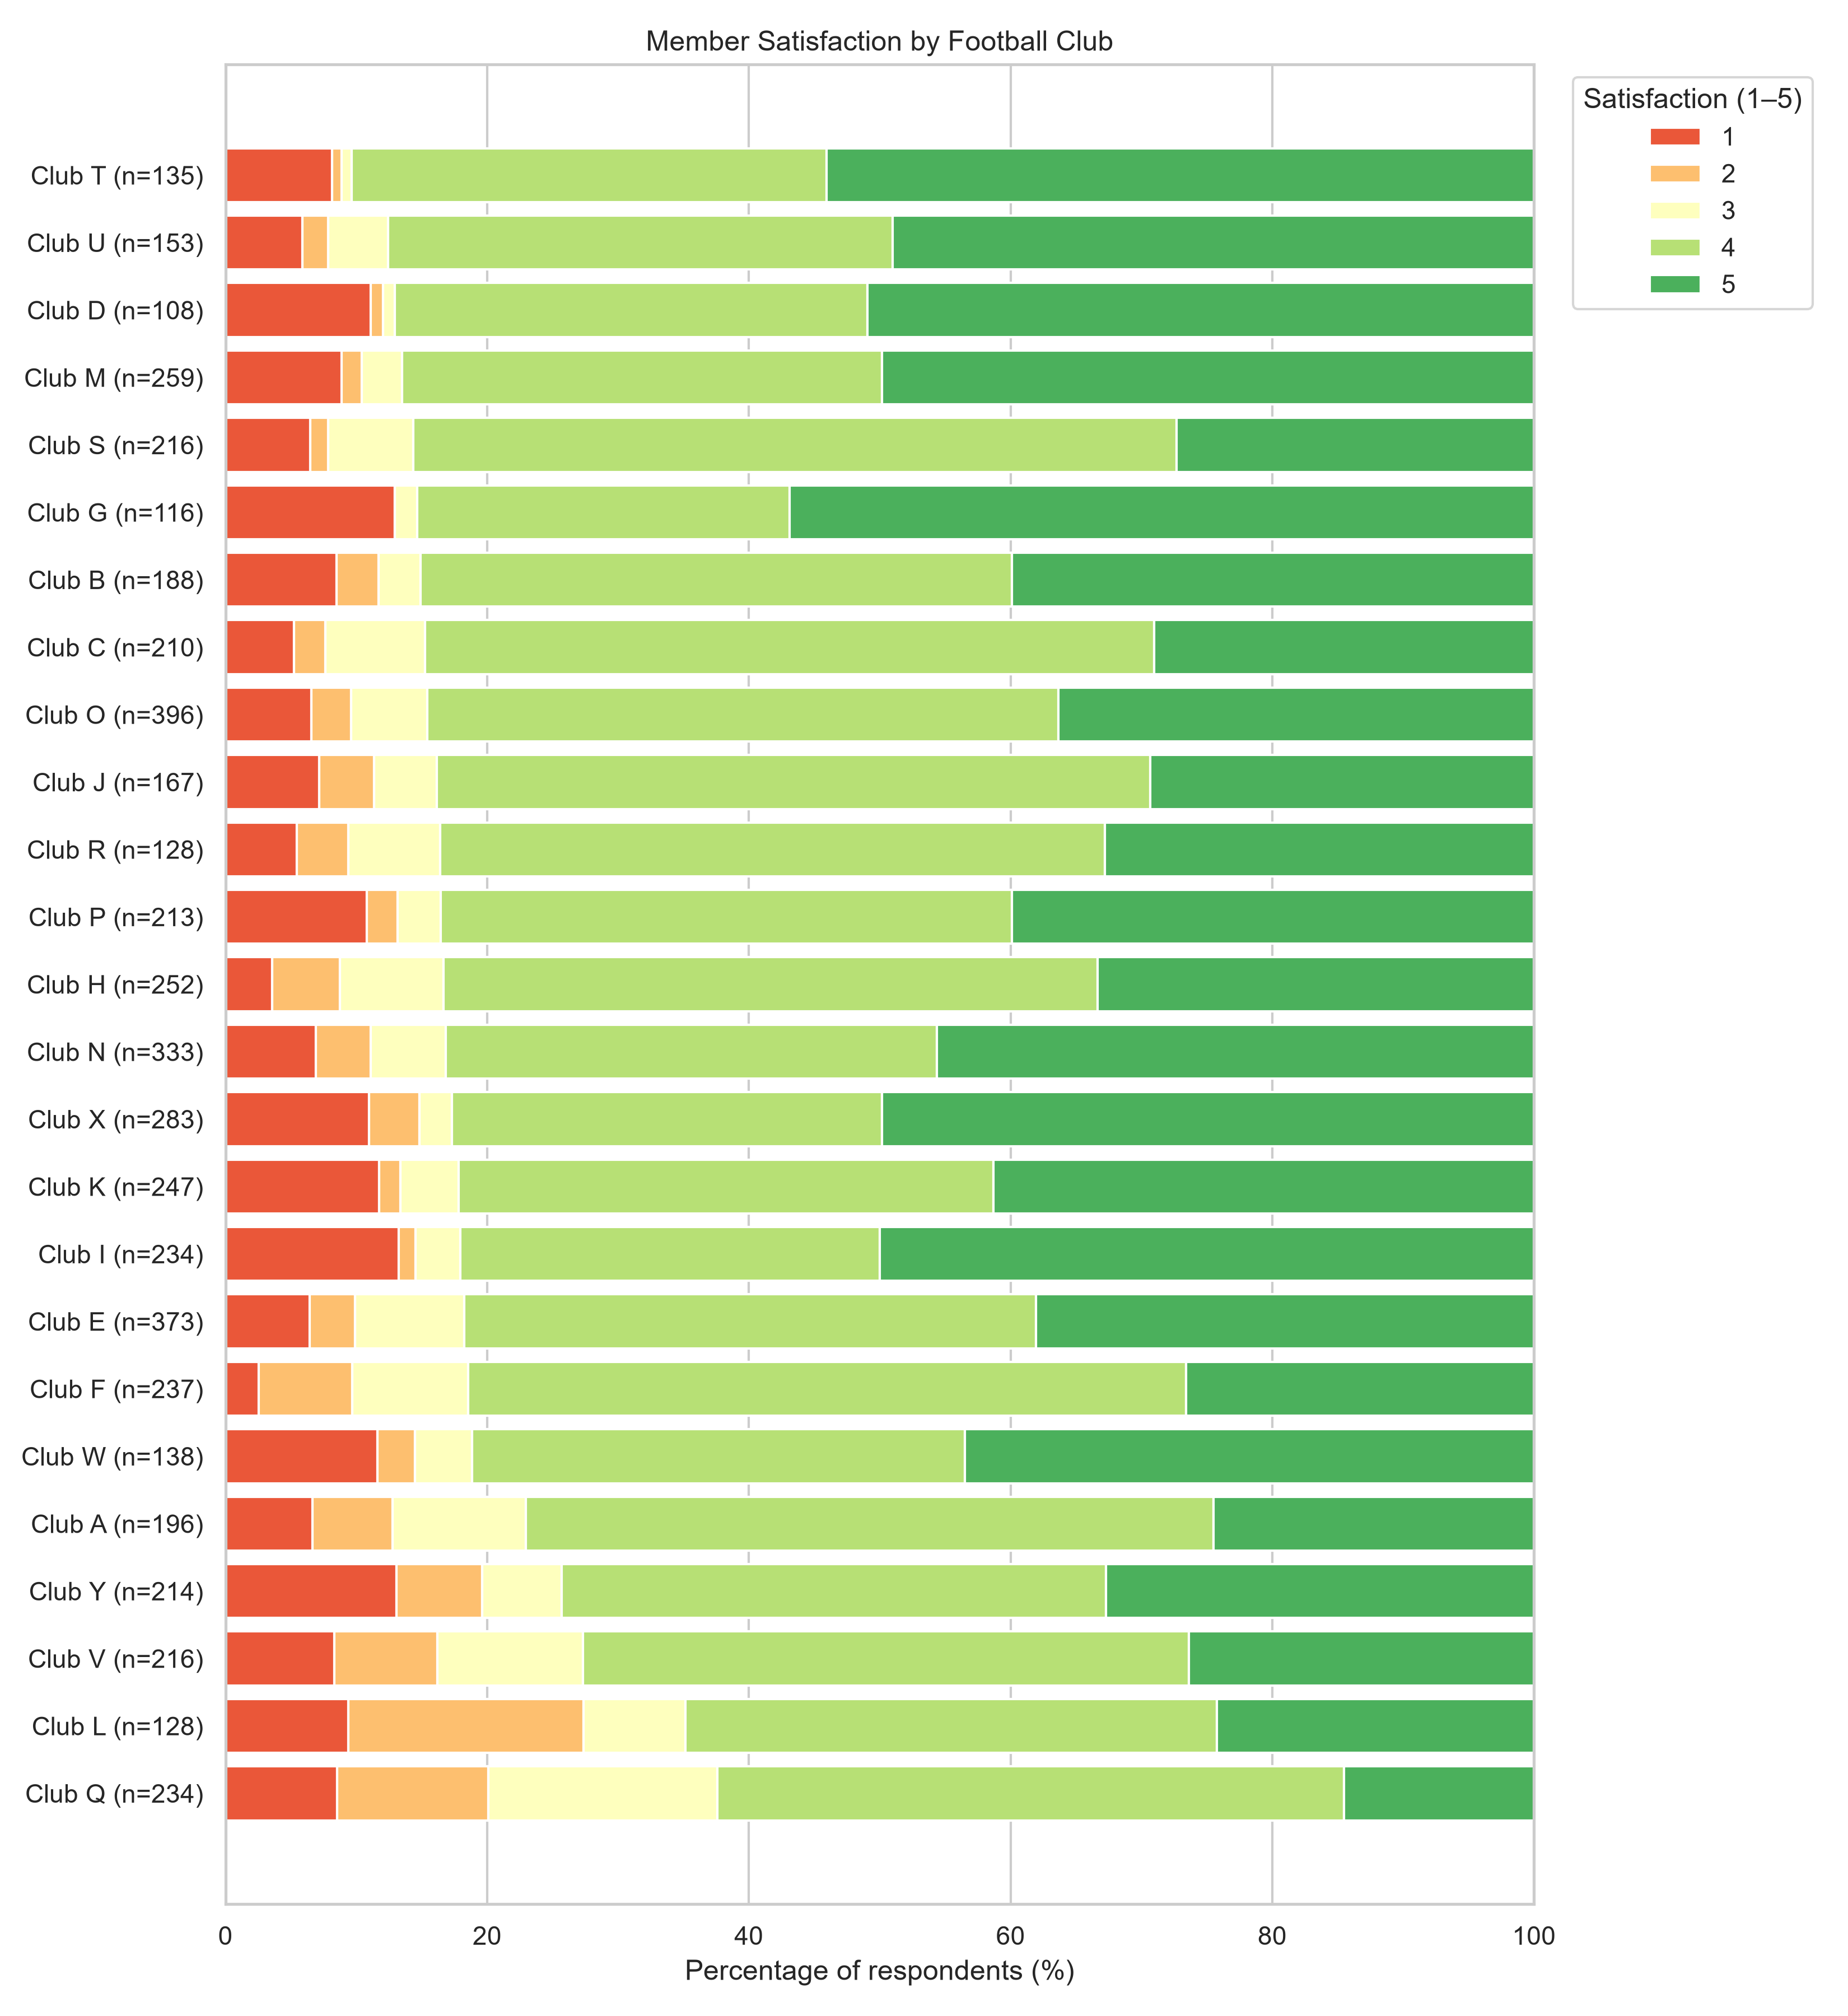 Member Satisfaction by Football Club
Satisfaction (1–5)
1
2
3
4
5
Club T (n=135)
Club U (n=153)
Club D (n=108)
Club M (n=259)
Club S (n=216)
Club G (n=116)
Club B (n=188)
Club C (n=210)
Club O (n=396)
Club J (n=167)
Club R (n=128)
Club P (n=213)
Club H (n=252)
Club N (n=333)
Club X (n=283)
Club K (n=247)
Club I (n=234)
Club E (n=373)
Club F (n=237)
Club W (n=138)
Club A (n=196)
Club Y (n=214)
Club V (n=216)
Club L (n=128)
Club Q (n=234)
0 20 40 60 80 100
Percentage of respondents (%)